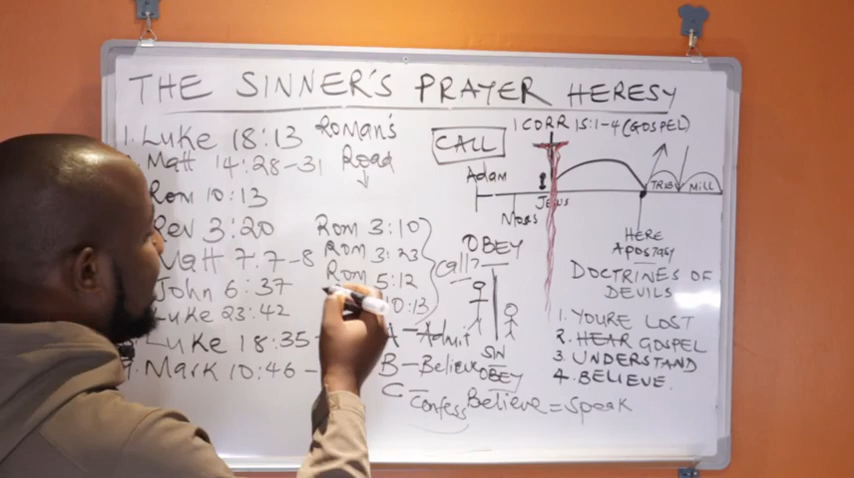 THE SINNER'S PRAYER HERESY
1. Luke 18:13
Matt 14:28-31
Rom 10:13
Rev 3:20
Matt 7:7-8
John 6:37
Luke 23:42
Luke 18:35-
9. Mark 10:46-
ROMAN'S
Road
Rom 3:10
Rom 3:23
Rom 5:12
10:13
A-Admit
B-Believe
C-
Confess
CALL
1 CORR 15:1-4 (GOSPEL)
Adam
Moses
JEWS
TRIB
MILL
HERE
APOSTASY
OBEY
Call?
SIN
OBEY
Believe = Speak
DOCTRINES OF
DEVILS
1. YOURE LOST
2. HEAR GOSPEL
3. UNDERSTAND
4. BELIEVE